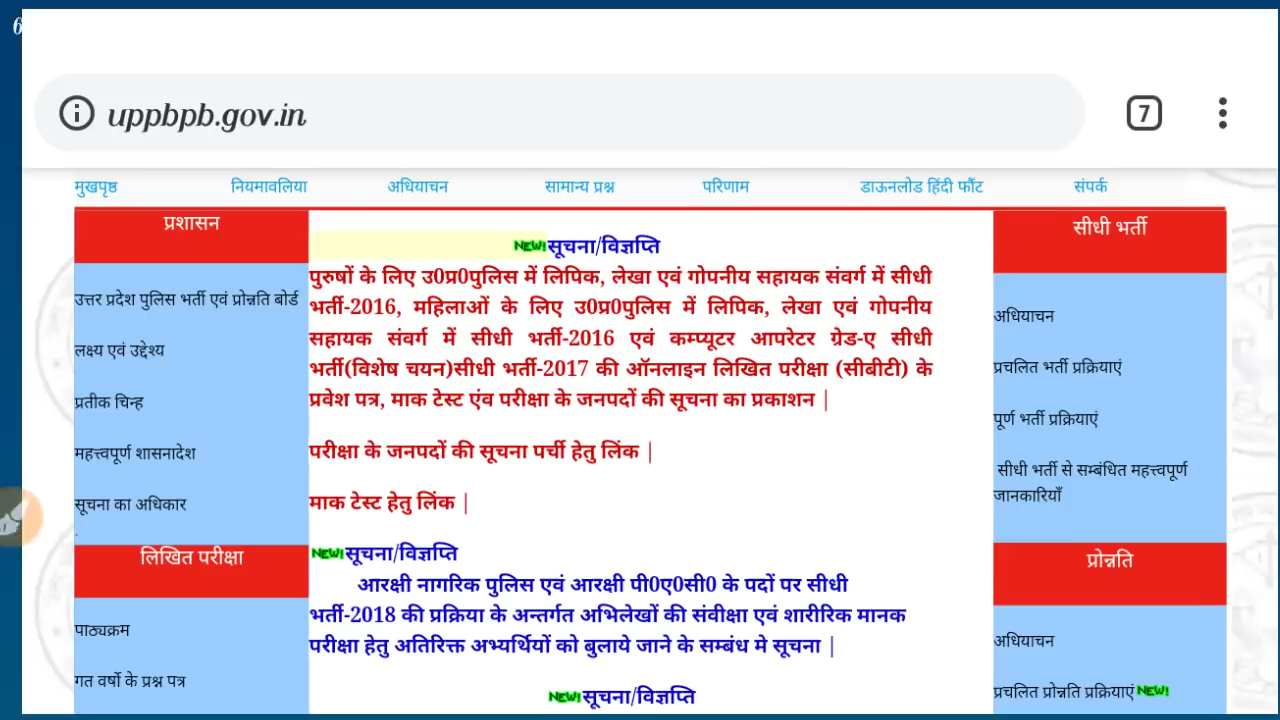 6
uppbpb.gov.in
7
मुखपृष्ठ नियमावलिया अधियाचन सामान्य प्रश्न परिणाम डाऊनलोड हिंदी फौंट संपर्क
प्रशासन
उत्तर प्रदेश पुलिस भर्ती एवं प्रोन्नति बोर्ड
लक्ष्य एवं उद्देश्य
प्रतीक चिन्ह
महत्त्वपूर्ण शासनादेश
सूचना का अधिकार
लिखित परीक्षा
पाठ्यक्रम
गत वर्षो के प्रश्न पत्र
NEW! सूचना/विज्ञप्ति
पुरुषों के लिए उ0प्र0पुलिस में लिपिक, लेखा एवं गोपनीय सहायक संवर्ग में सीधी
भर्ती-2016, महिलाओं के लिए उ0प्र0पुलिस में लिपिक, लेखा एवं गोपनीय
सहायक संवर्ग में सीधी भर्ती-2016 एवं कम्प्यूटर आपरेटर ग्रेड-ए सीधी
भर्ती(विशेष चयन)सीधी भर्ती-2017 की ऑनलाइन लिखित परीक्षा (सीबीटी) के
प्रवेश पत्र, माक टेस्ट एंव परीक्षा के जनपदों की सूचना का प्रकाशन |
परीक्षा के जनपदों की सूचना पर्ची हेतु लिंक |
माक टेस्ट हेतु लिंक |
NEW! सूचना/विज्ञप्ति
आरक्षी नागरिक पुलिस एवं आरक्षी पी0ए0सी0 के पदों पर सीधी
भर्ती-2018 की प्रक्रिया के अन्तर्गत अभिलेखों की संवीक्षा एवं शारीरिक मानक
परीक्षा हेतु अतिरिक्त अभ्यर्थियों को बुलाये जाने के सम्बंध मे सूचना |
NEW! सूचना/विज्ञप्ति
सीधी भर्ती
अधियाचन
प्रचलित भर्ती प्रक्रियाएं
पूर्ण भर्ती प्रक्रियाएं
सीधी भर्ती से सम्बंधित महत्त्वपूर्ण
जानकारियाँ
प्रोन्नति
अधियाचन
प्रचलित प्रोन्नति प्रक्रियाएं NEW!